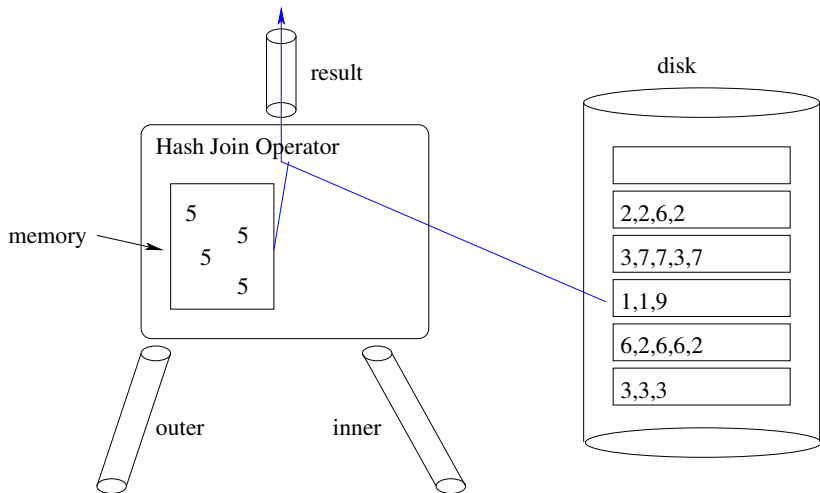 result
disk
Hash Join Operator
memory
5
5
5
5
2,2,6,2
3,7,7,3,7
1,1,9
6,2,6,6,2
3,3,3
outer
inner